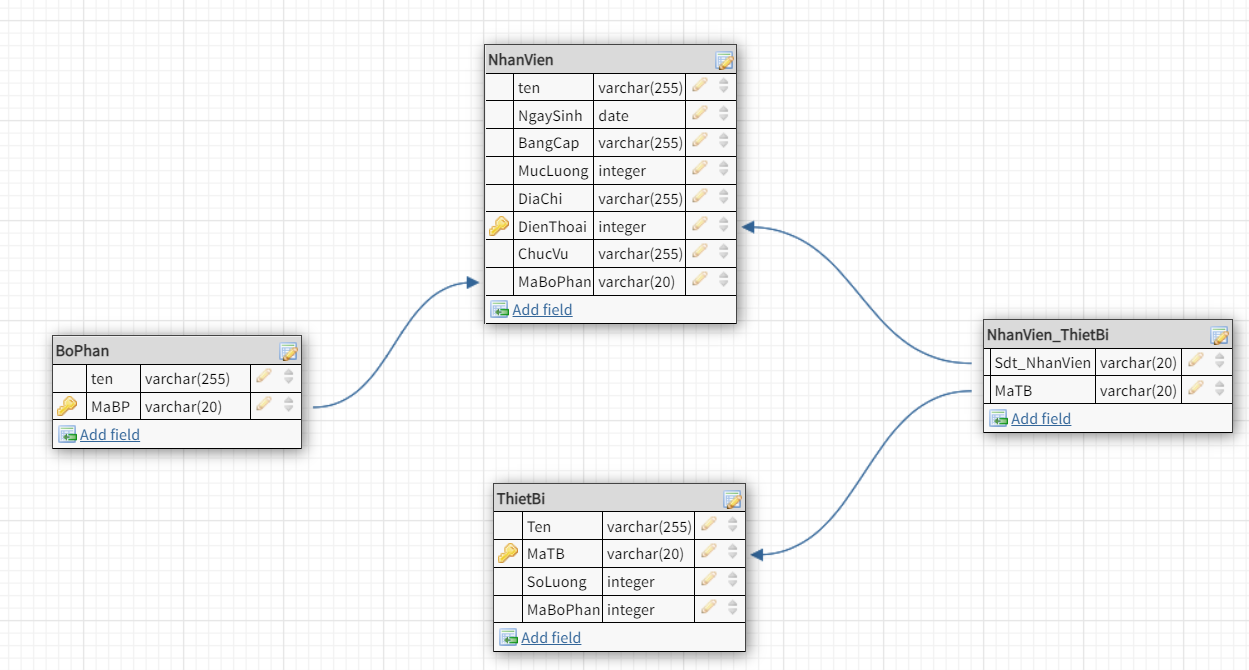 NhanVien
ten varchar(255)
NgaySinh date
BangCap varchar(255)
MucLuong integer
DiaChi varchar(255)
DienThoai integer
ChucVu varchar(255)
MaBoPhan varchar(20)
Add field
BoPhan
ten varchar(255)
MaBP varchar(20)
Add field
NhanVien_ThietBi
Sdt_NhanVien varchar(20)
MaTB varchar(20)
Add field
ThietBi
Ten varchar(255)
MaTB varchar(20)
SoLuong integer
MaBoPhan integer
Add field